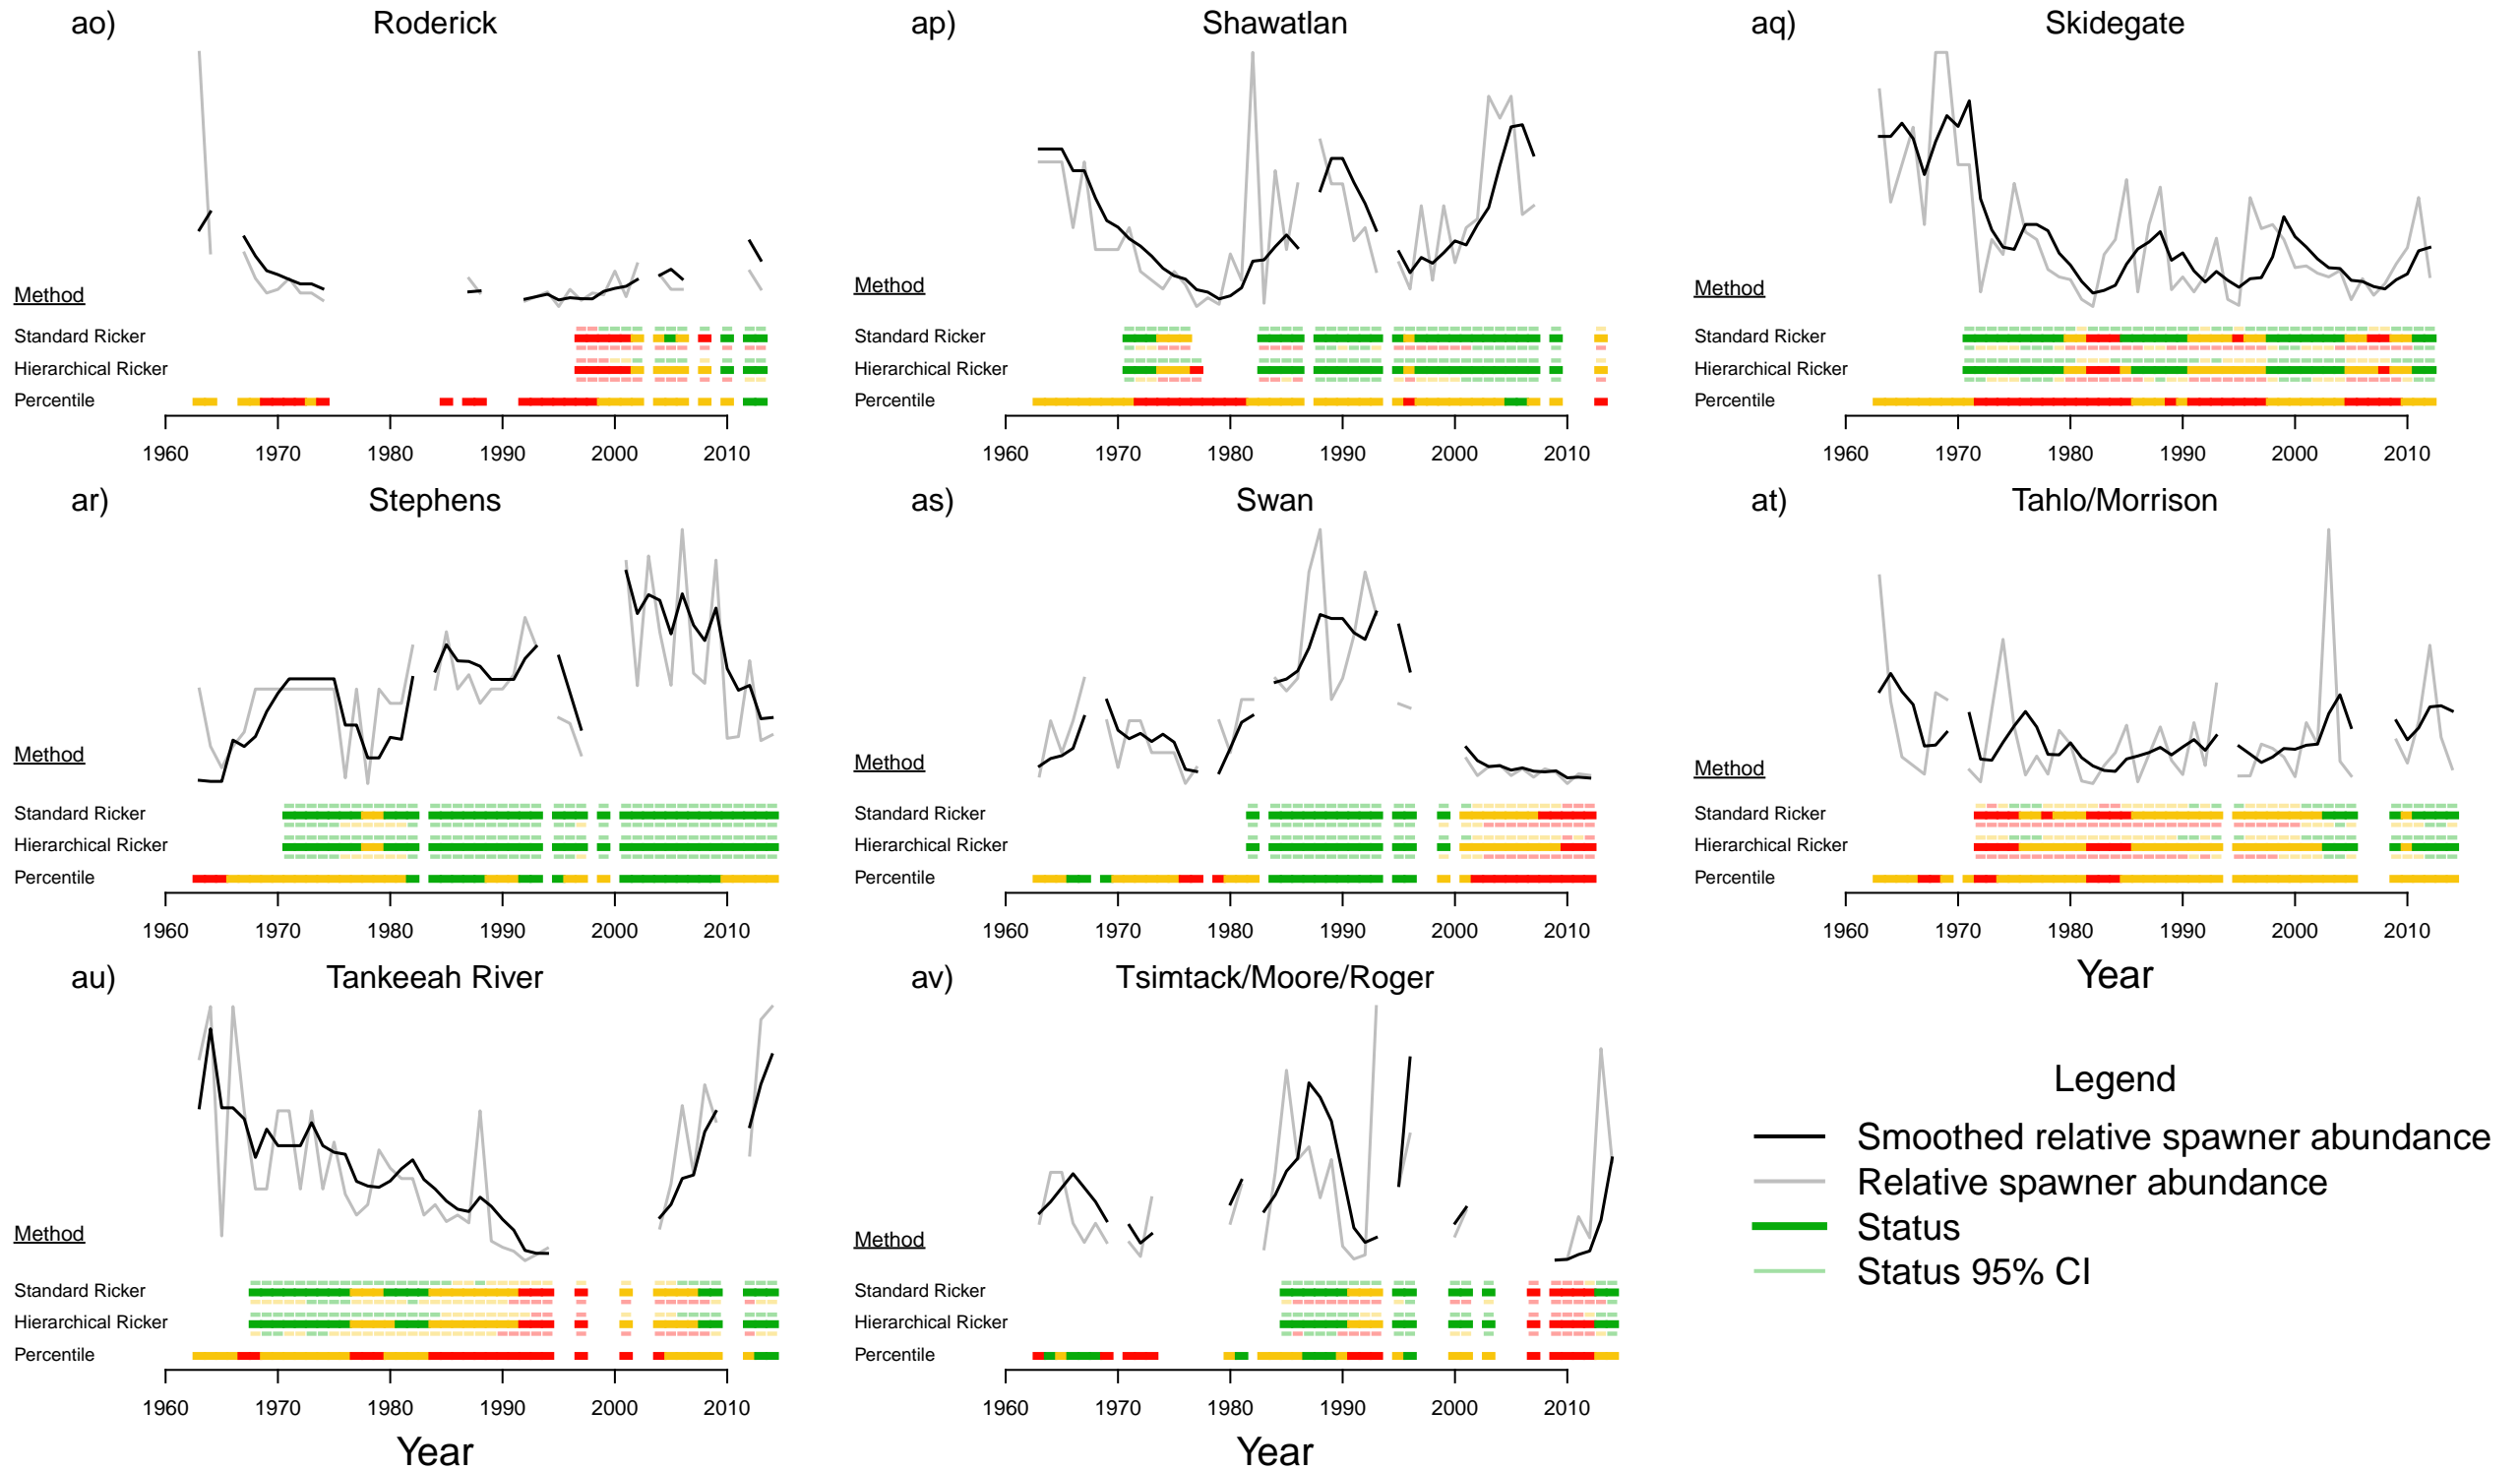 ao) Roderick
Method
Standard Ricker
Hierarchical Ricker
Percentile
1960 1970 1980 1990 2000 2010
ap) Shawatlan
Method
Standard Ricker
Hierarchical Ricker
Percentile
1960 1970 1980 1990 2000 2010
aq) Skidegate
Method
Standard Ricker
Hierarchical Ricker
Percentile
1960 1970 1980 1990 2000 2010
ar) Stephens
Method
Standard Ricker
Hierarchical Ricker
Percentile
1960 1970 1980 1990 2000 2010
as) Swan
Method
Standard Ricker
Hierarchical Ricker
Percentile
1960 1970 1980 1990 2000 2010
at) Tahlo/Morrison
Method
Standard Ricker
Hierarchical Ricker
Percentile
1960 1970 1980 1990 2000 2010
Year
au) Tankeeah River
Method
Standard Ricker
Hierarchical Ricker
Percentile
1960 1970 1980 1990 2000 2010
Year
av) Tsimtack/Moore/Roger
Method
Standard Ricker
Hierarchical Ricker
Percentile
1960 1970 1980 1990 2000 2010
Year
Legend
Smoothed relative spawner abundance
Relative spawner abundance
Status
Status 95% CI